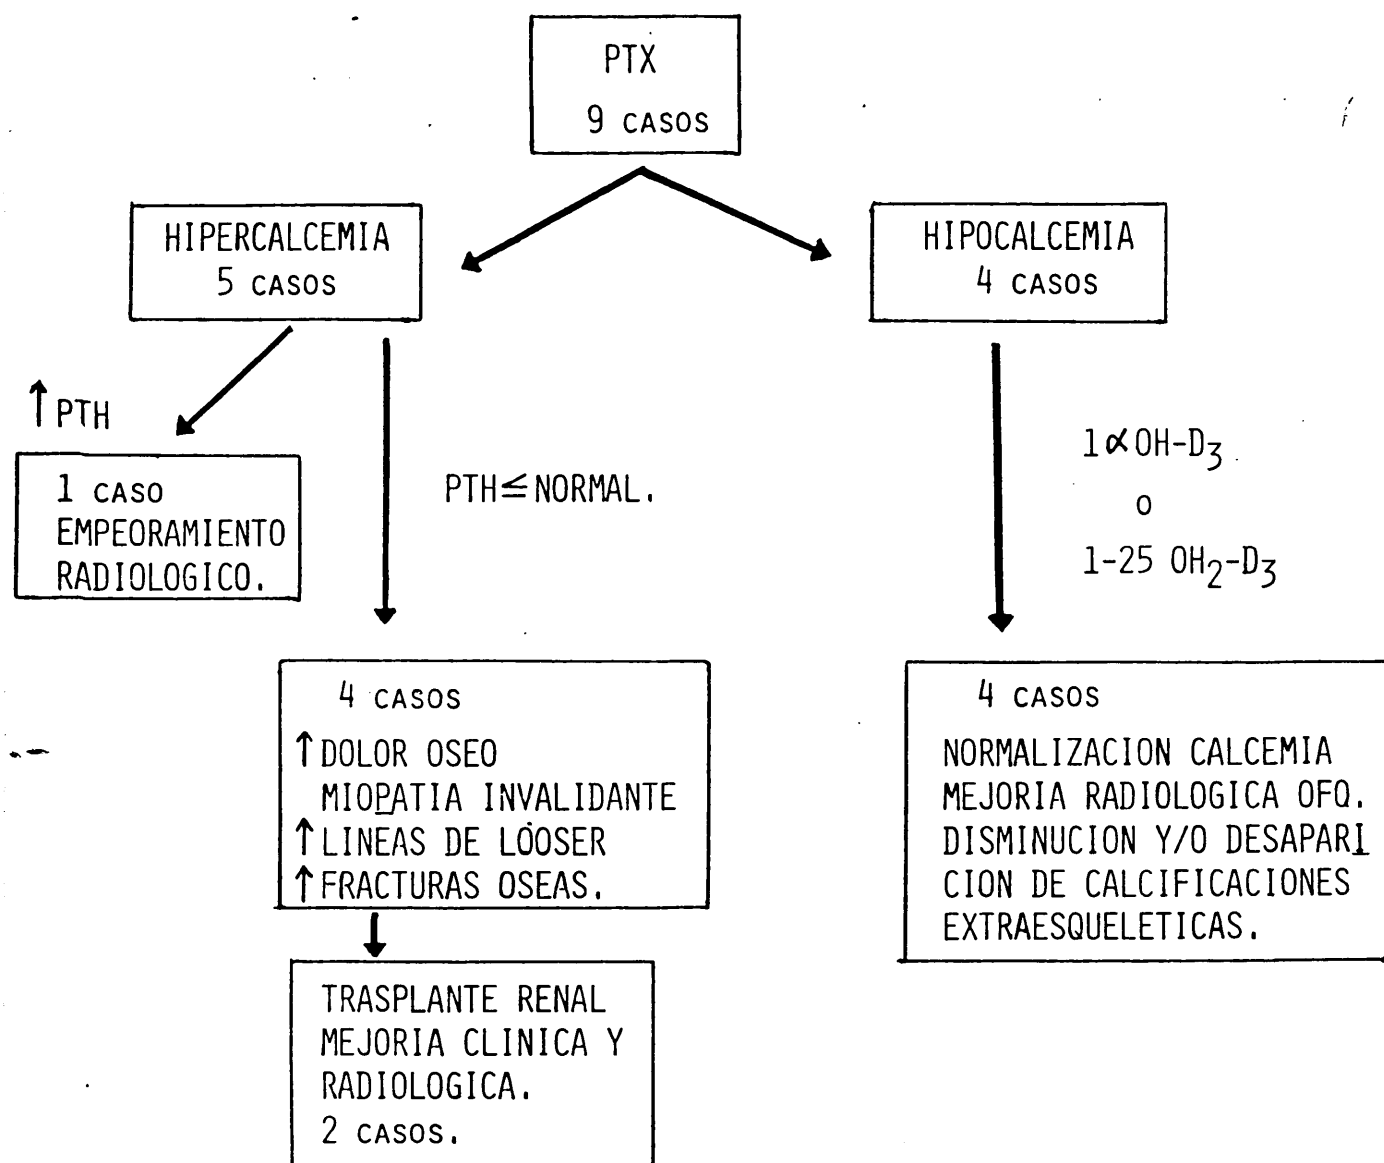 PTX
9 CASOS
HIPERCALCEMIA
5 CASOS
HIPOCALCEMIA
4 CASOS
↑ PTH
1 CASO
EMPEORAMIENTO
RADIOLOGICO.
PTH≦NORMAL.
1αOH-D3
O
1-25 OH2-D3
4 CASOS
↑DOLOR OSEO
MIOPATIA INVALIDANTE
↑LINEAS DE LOOSER
↑FRACTURAS OSEAS.
4 CASOS
NORMALIZACION CALCEMIA
MEJORIA RADIOLOGICA OFQ.
DISMINUCION Y/O DESAPARI
CION DE CALCIFICACIONES
EXTRAESQUELETICAS.
TRASPLANTE RENAL
MEJORIA CLINICA Y
RADIOLOGICA.
2 CASOS.